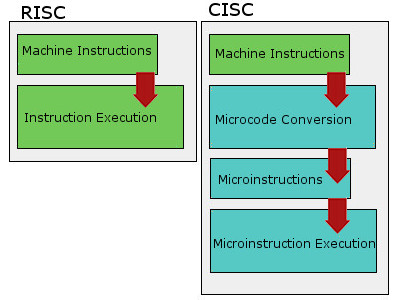 RISC
Machine Instructions
Instruction Execution
CISC
Machine Instructions
Microcode Conversion
Microinstructions
Microinstruction Execution